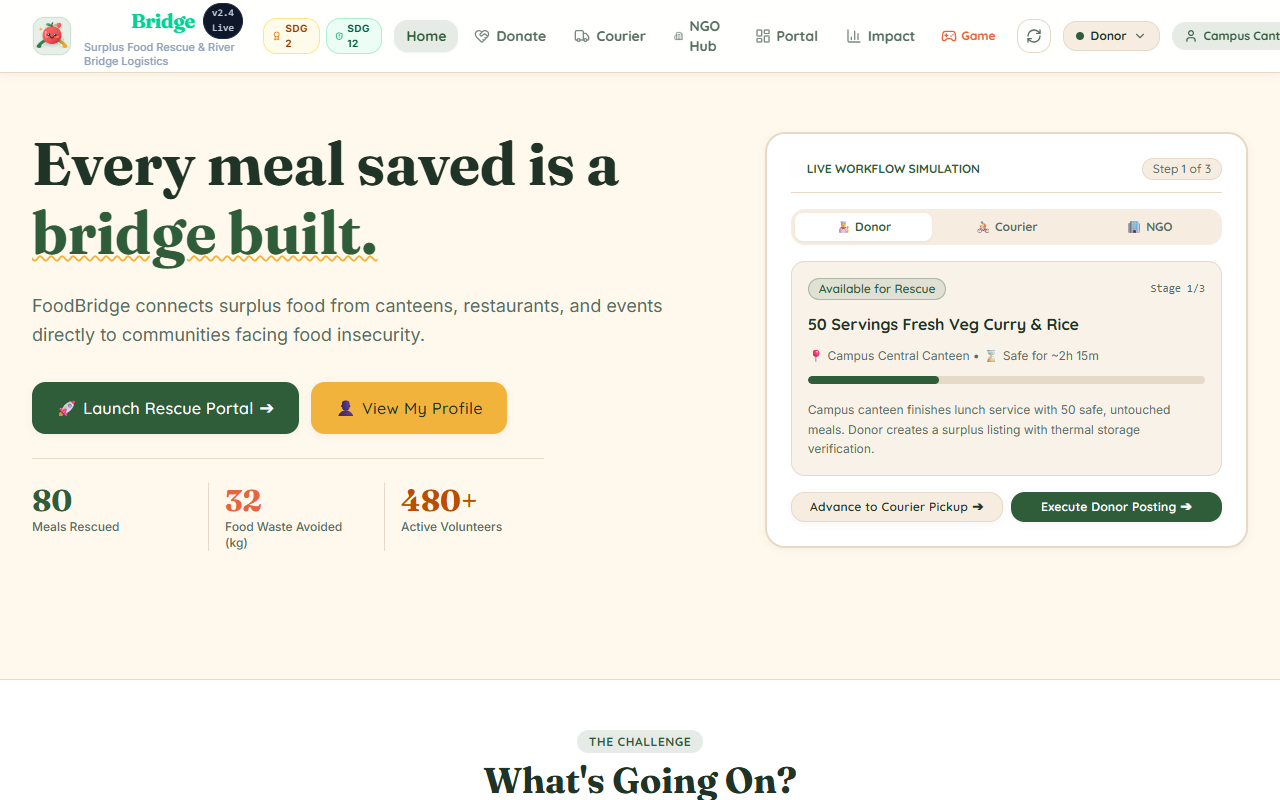 Bridge
v2.4
Live
Surplus Food Rescue & River
Bridge Logistics
SDG
2
SDG
12
Home
Donate
Courier
NGO
Hub
Portal
Impact
Game
Donor
Campus Cant
Every meal saved is a
bridge built.
FoodBridge connects surplus food from canteens, restaurants, and events
directly to communities facing food insecurity.
🚀 Launch Rescue Portal ➔
👤 View My Profile
80
Meals Rescued
32
Food Waste Avoided
(kg)
480+
Active Volunteers
LIVE WORKFLOW SIMULATION
Step 1 of 3
Donor
Courier
NGO
Available for Rescue
Stage 1/3
50 Servings Fresh Veg Curry & Rice
📍 Campus Central Canteen • ⏳ Safe for ~2h 15m
Campus canteen finishes lunch service with 50 safe, untouched
meals. Donor creates a surplus listing with thermal storage
verification.
Advance to Courier Pickup ➔
Execute Donor Posting ➔
THE CHALLENGE
What's Going On?